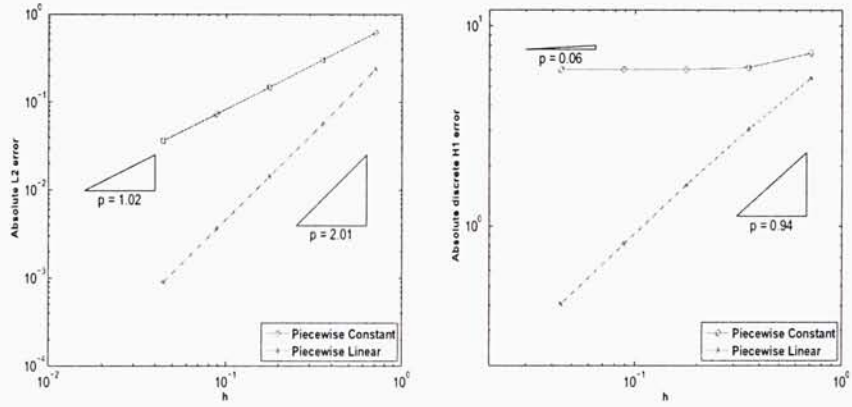 10^0
10^-1
10^-2
10^-3
10^-4
Absolute L2 error
p = 1.02
p = 2.01
Piecewise Constant
Piecewise Linear
10^-2
10^-1
10^0
h
10^1
10^0
Absolute discrete H1 error
p = 0.06
p = 0.94
Piecewise Constant
Piecewise Linear
10^-1
10^0
h